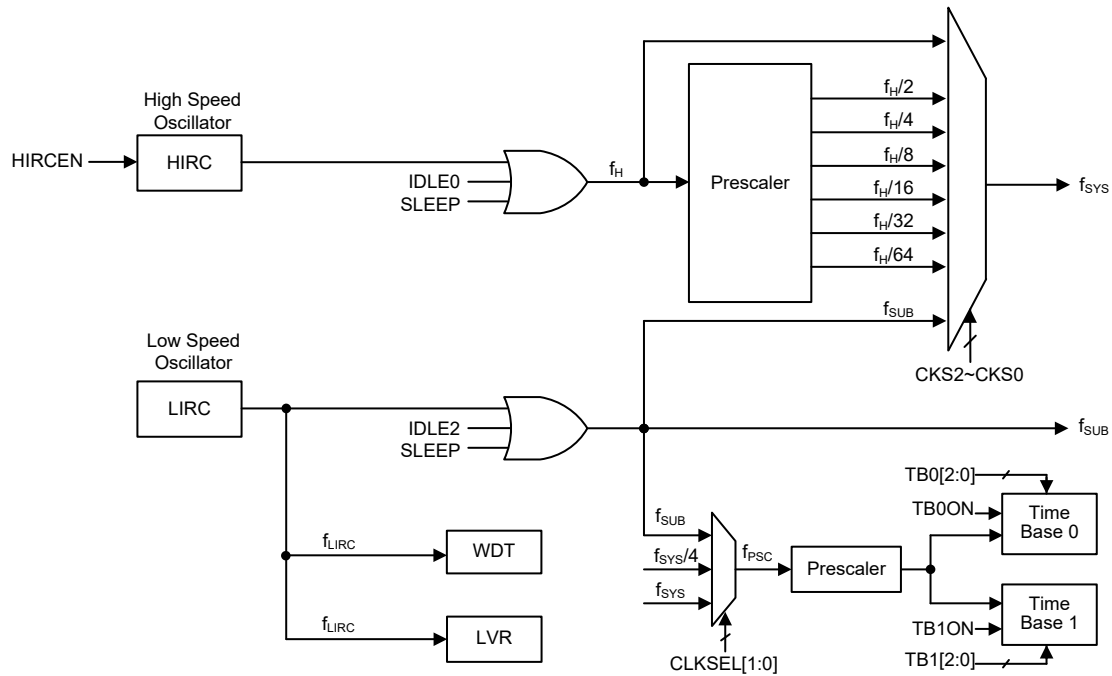 High Speed
Oscillator
HIRCEN
HIRC
IDLE0
SLEEP
fH
Prescaler
fH/2
fH/4
fH/8
fH/16
fH/32
fH/64
fSUB
fSYS
CKS2~CKS0
Low Speed
Oscillator
LIRC
IDLE2
SLEEP
fSUB
fLIRC
WDT
fLIRC
LVR
fSUB
fSYS/4
fSYS
CLKSEL[1:0]
fPSC
Prescaler
TB0[2:0]
TB0ON
Time
Base 0
Time
Base 1
TB1ON
TB1[2:0]